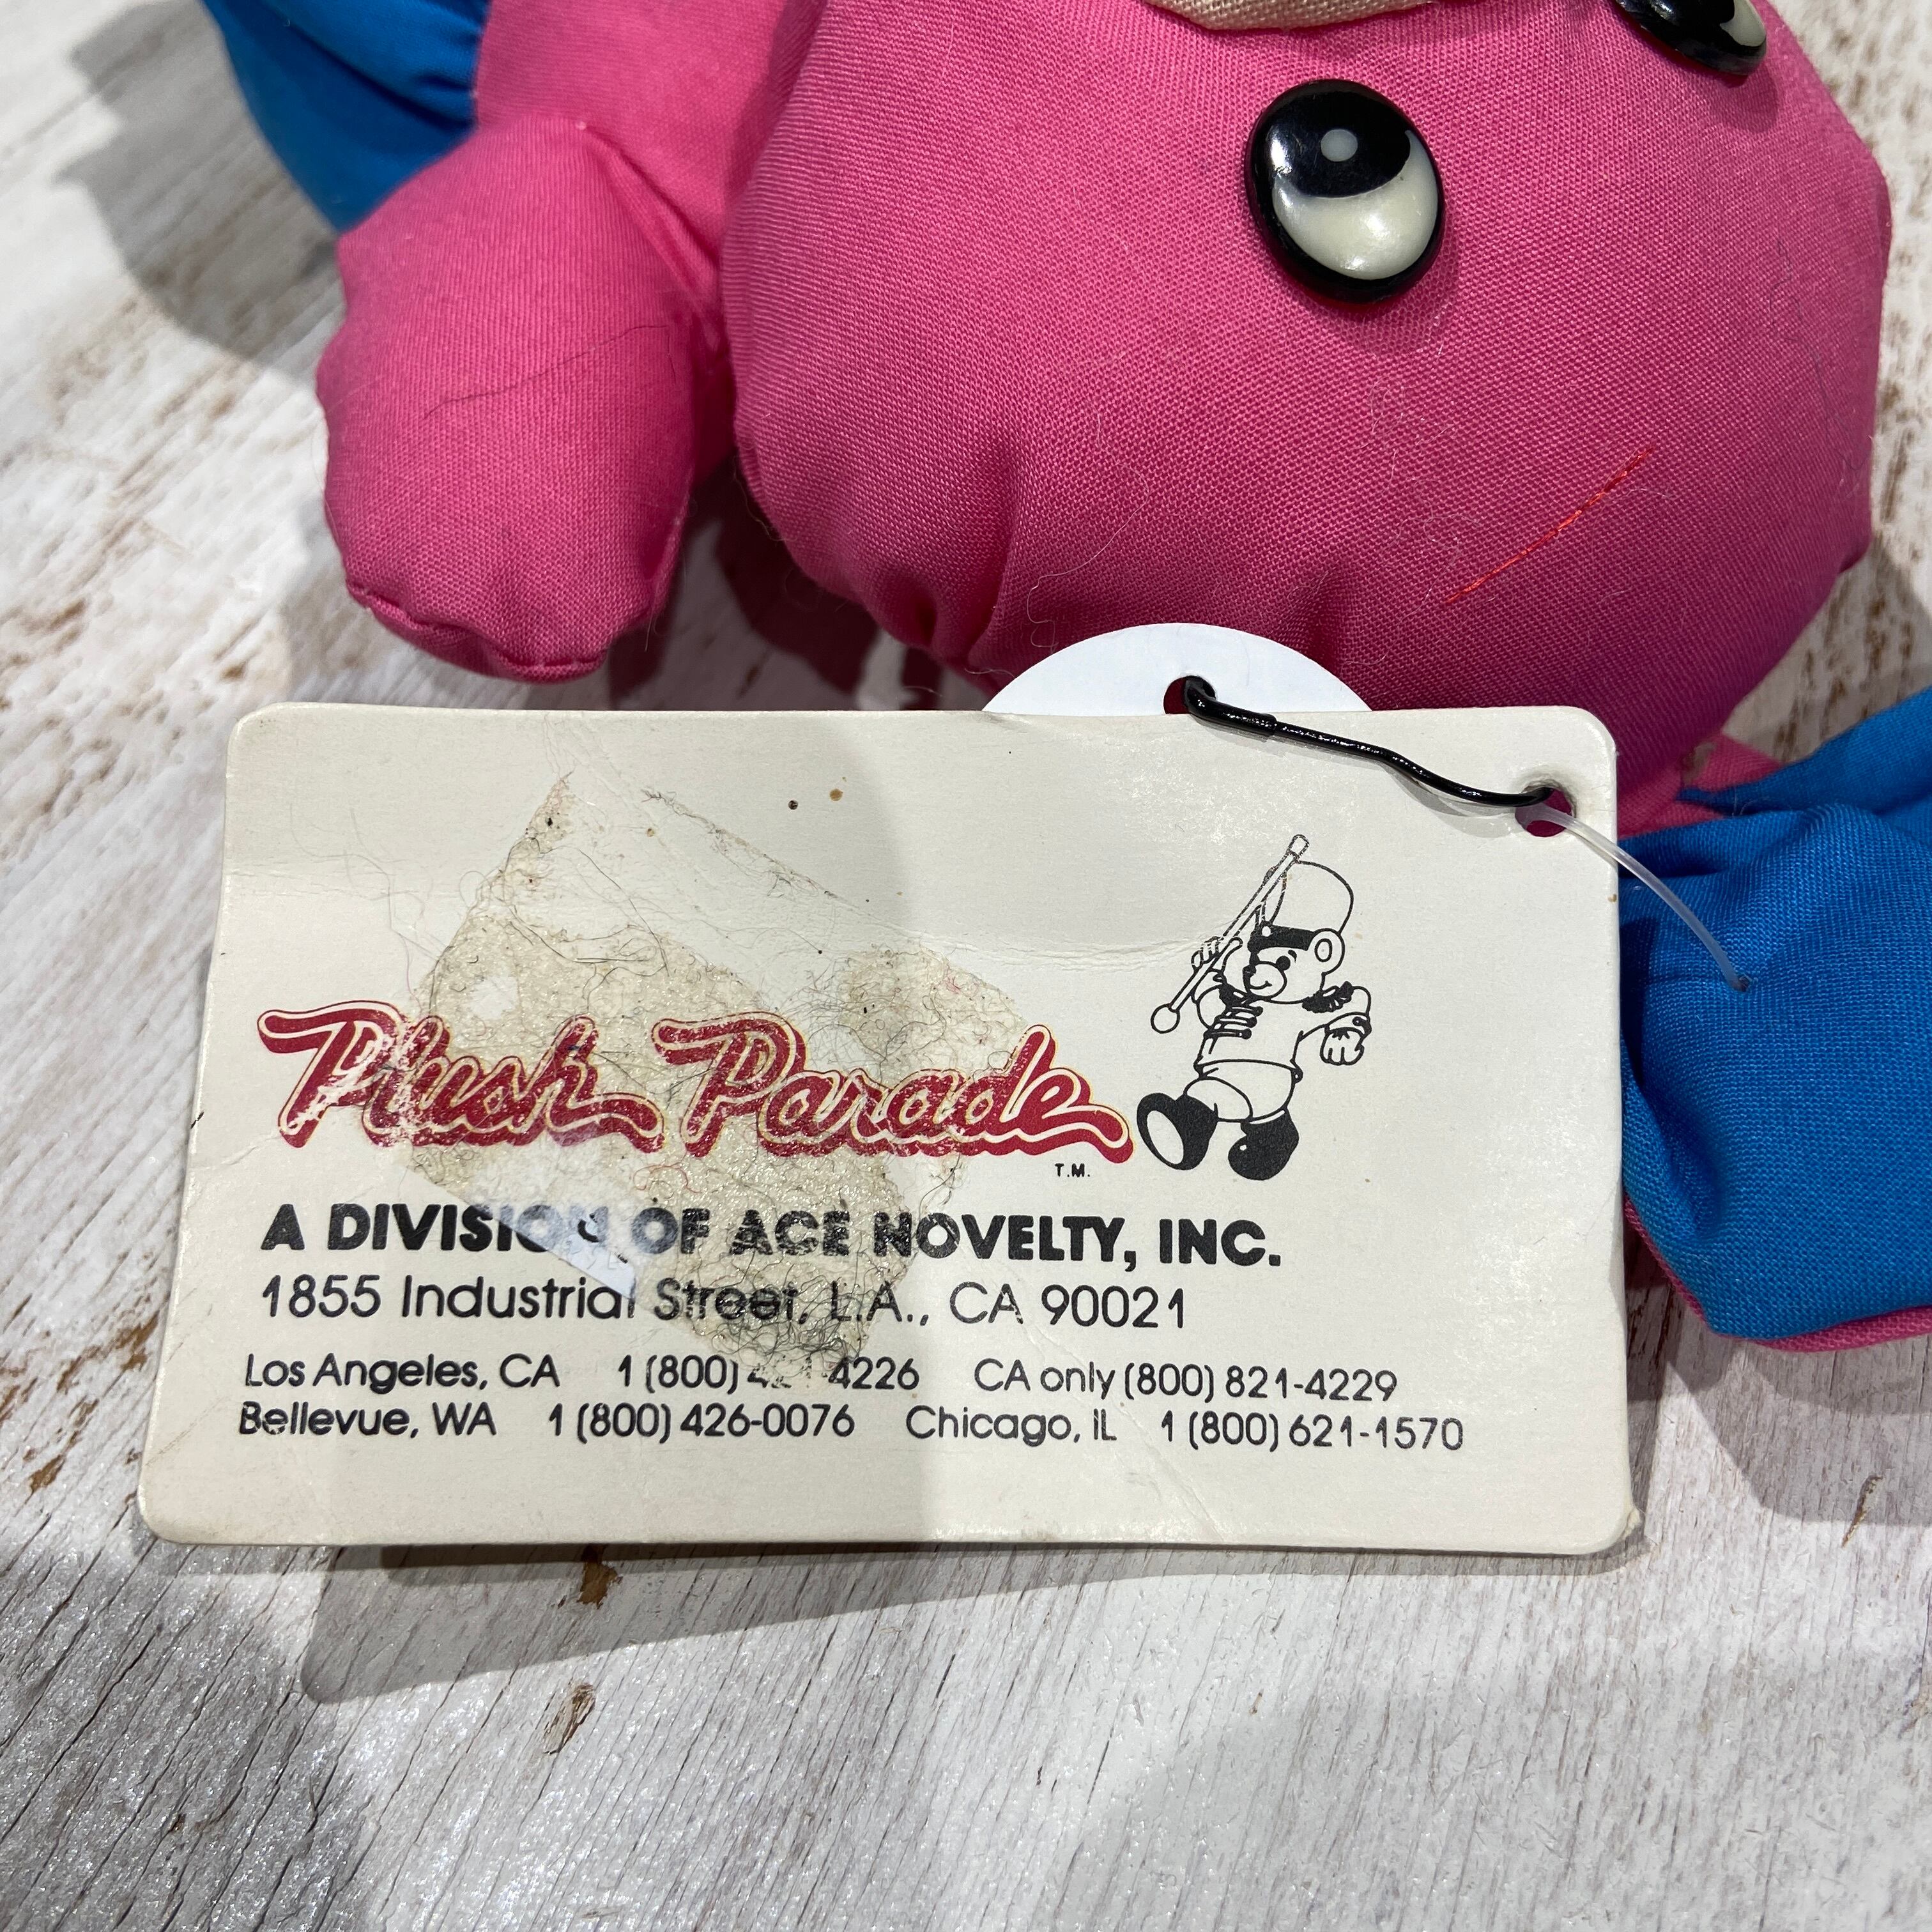 Plush Parade
T.M.
A DIVISION OF ACE NOVELTY, INC.
1855 Industrial Street, L.A., CA 90021
Los Angeles, CA 1 (800) 4226 CA only (800) 821-4229
Bellevue, WA 1 (800) 426-0076 Chicago, IL 1 (800) 621-1570